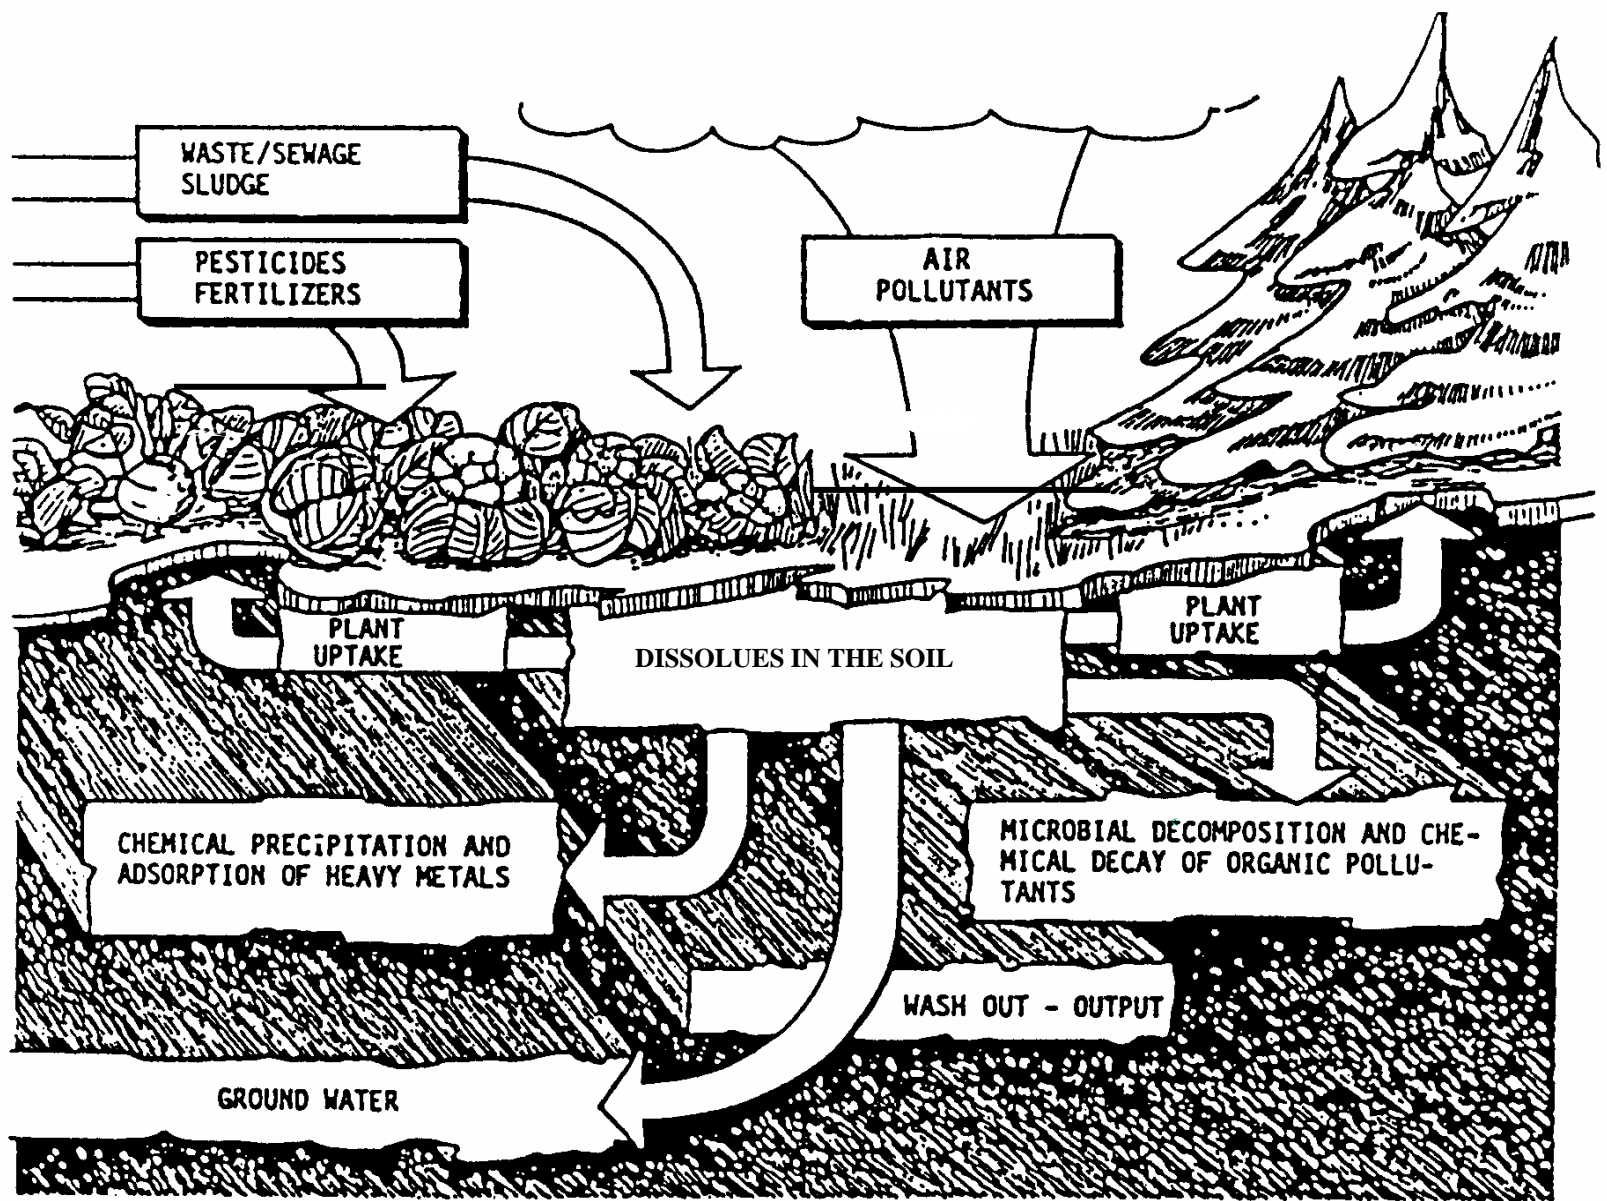 WASTE/SEWAGE
SLUDGE
PESTICIDES
FERTILIZERS
AIR
POLLUTANTS
PLANT
UPTAKE
DISSOLUES IN THE SOIL
PLANT
UPTAKE
CHEMICAL PRECIPITATION AND
ADSORPTION OF HEAVY METALS
MICROBIAL DECOMPOSITION AND CHE-
MICAL DECAY OF ORGANIC POLLU-
TANTS
WASH OUT - OUTPUT
GROUND WATER